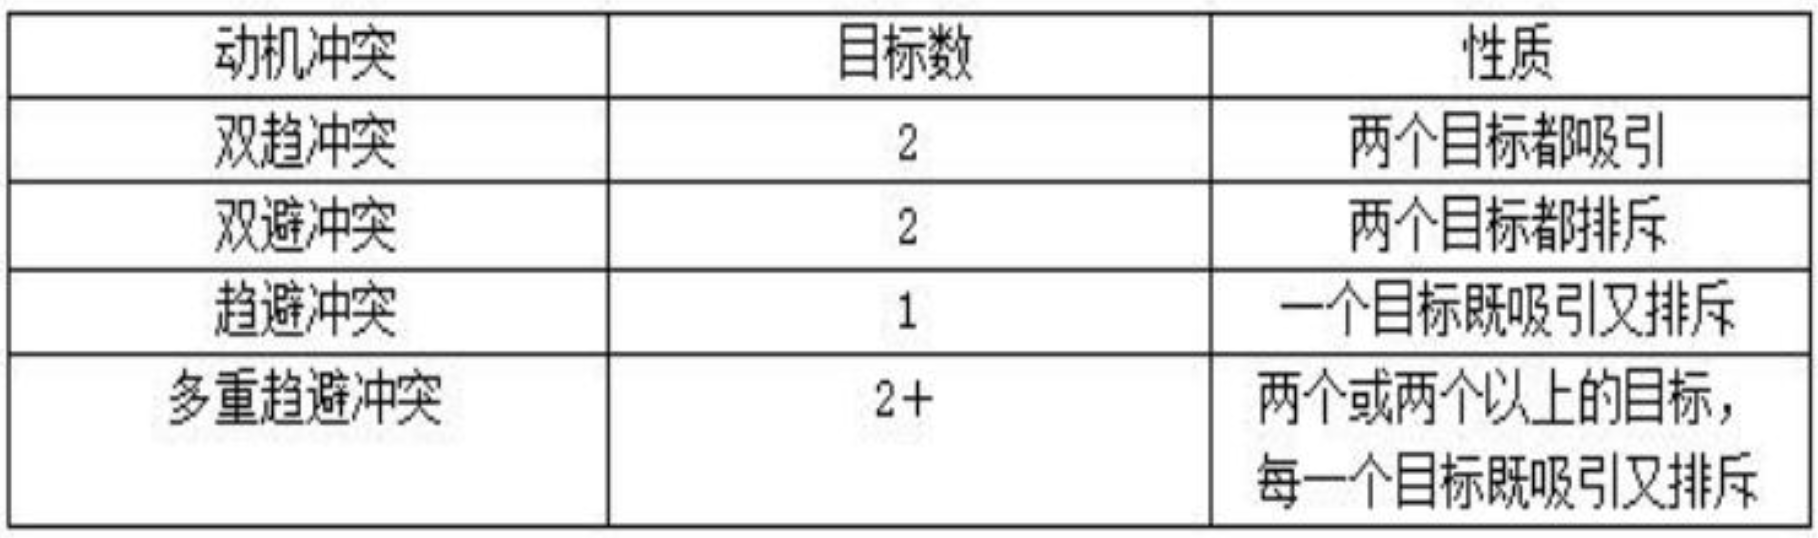 动机冲突 目标数 性质
双趋冲突 2 两个目标都吸引
双避冲突 2 两个目标都排斥
趋避冲突 1 一个目标既吸引又排斥
多重趋避冲突 2+ 两个或两个以上的目标，
每一个目标既吸引又排斥